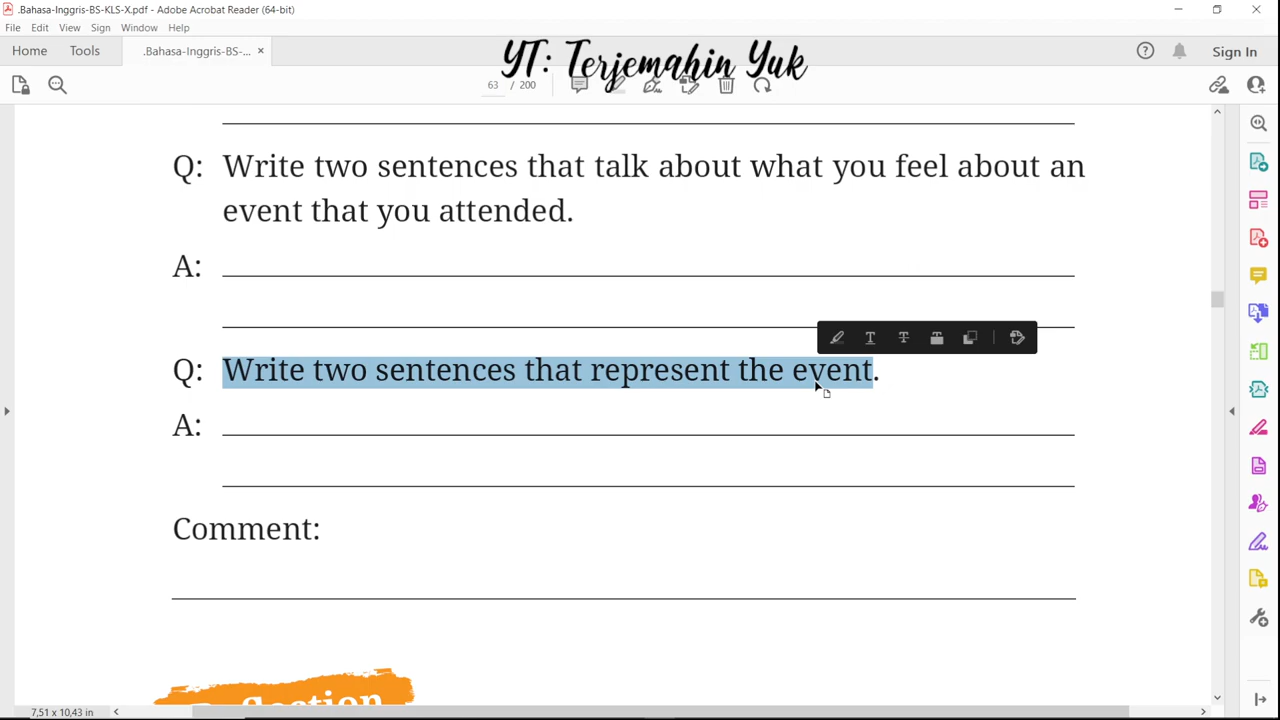 .Bahasa-Inggris-BS-KLS-X.pdf - Adobe Acrobat Reader (64-bit)
File Edit View Sign Window Help
Home Tools .Bahasa-Inggris-BS-... × Sign In
YT: Terjemahin Yuk
63 / 200
Q: Write two sentences that talk about what you feel about an
event that you attended.
A:
Q: Write two sentences that represent the event.
A:
Comment:
Reflection
7,51 x 10,43 in